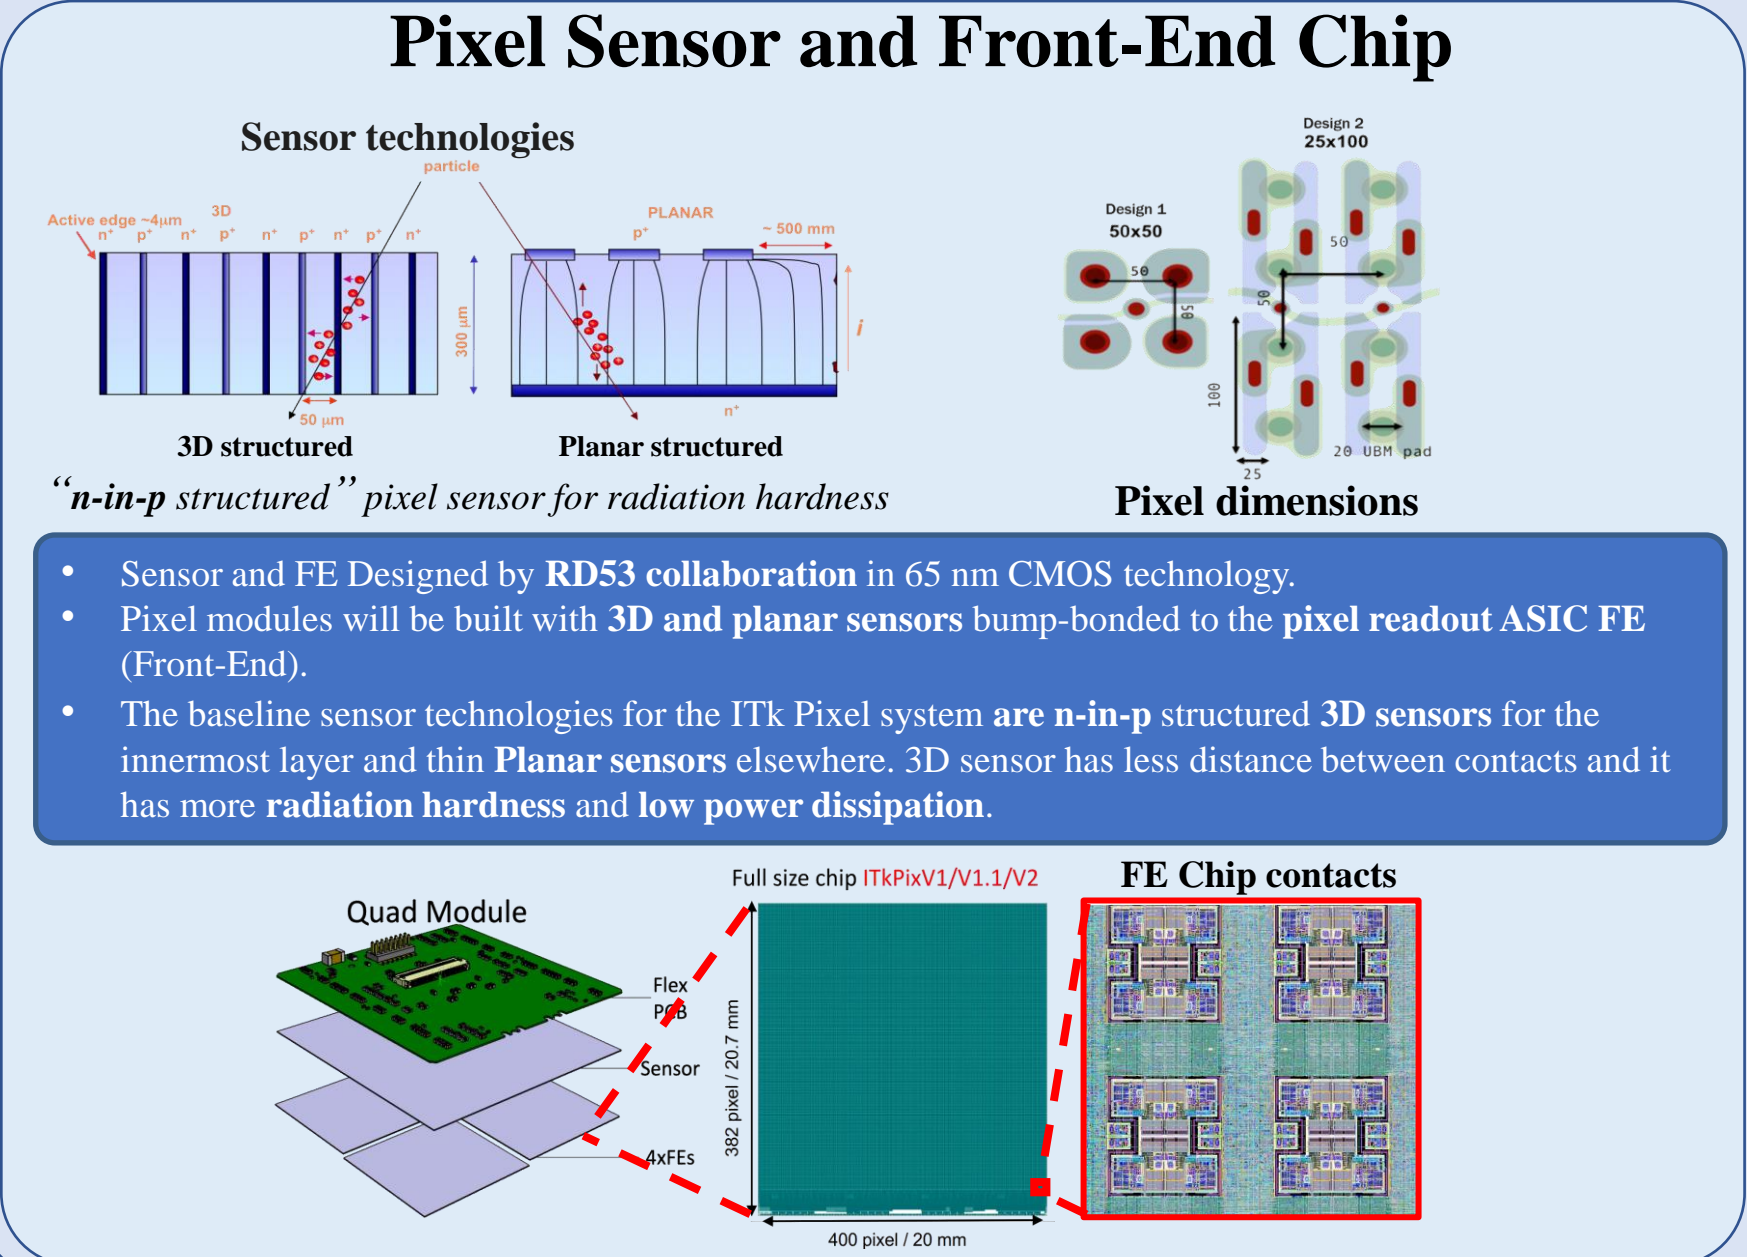 Pixel Sensor and Front-End Chip
Sensor technologies
particle
Active edge ~4μm
3D
n⁺ p⁺ n⁺ p⁺ n⁺ p⁺ n⁺ p⁺ n⁺
50 μm
300 μm
PLANAR
p⁺
~ 500 mm
i
n⁺
3D structured
Planar structured
“n-in-p structured” pixel sensor for radiation hardness
Design 1
50x50
50
50
Design 2
25x100
50
50
100
25
20 UBM pad
Pixel dimensions
• Sensor and FE Designed by RD53 collaboration in 65 nm CMOS technology.
• Pixel modules will be built with 3D and planar sensors bump-bonded to the pixel readout ASIC FE
(Front-End).
• The baseline sensor technologies for the ITk Pixel system are n-in-p structured 3D sensors for the
innermost layer and thin Planar sensors elsewhere. 3D sensor has less distance between contacts and it
has more radiation hardness and low power dissipation.
Quad Module
Flex
PCB
Sensor
4xFEs
Full size chip ITkPixV1/V1.1/V2
382 pixel / 20.7 mm
400 pixel / 20 mm
FE Chip contacts